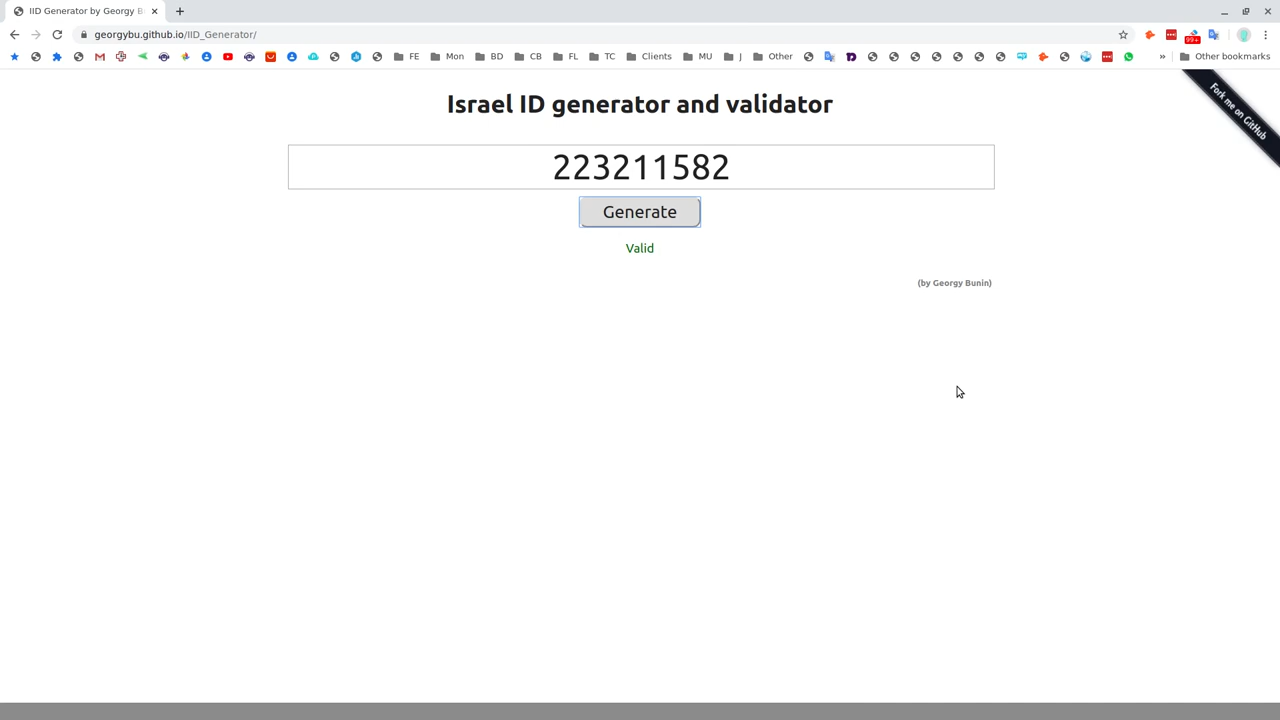 IID Generator by Georgy B
georgybu.github.io/IID_Generator/
99+
FE Mon BD CB FL TC Clients MU J Other » Other bookmarks
Fork me on GitHub
Israel ID generator and validator
223211582
Generate
Valid
(by Georgy Bunin)